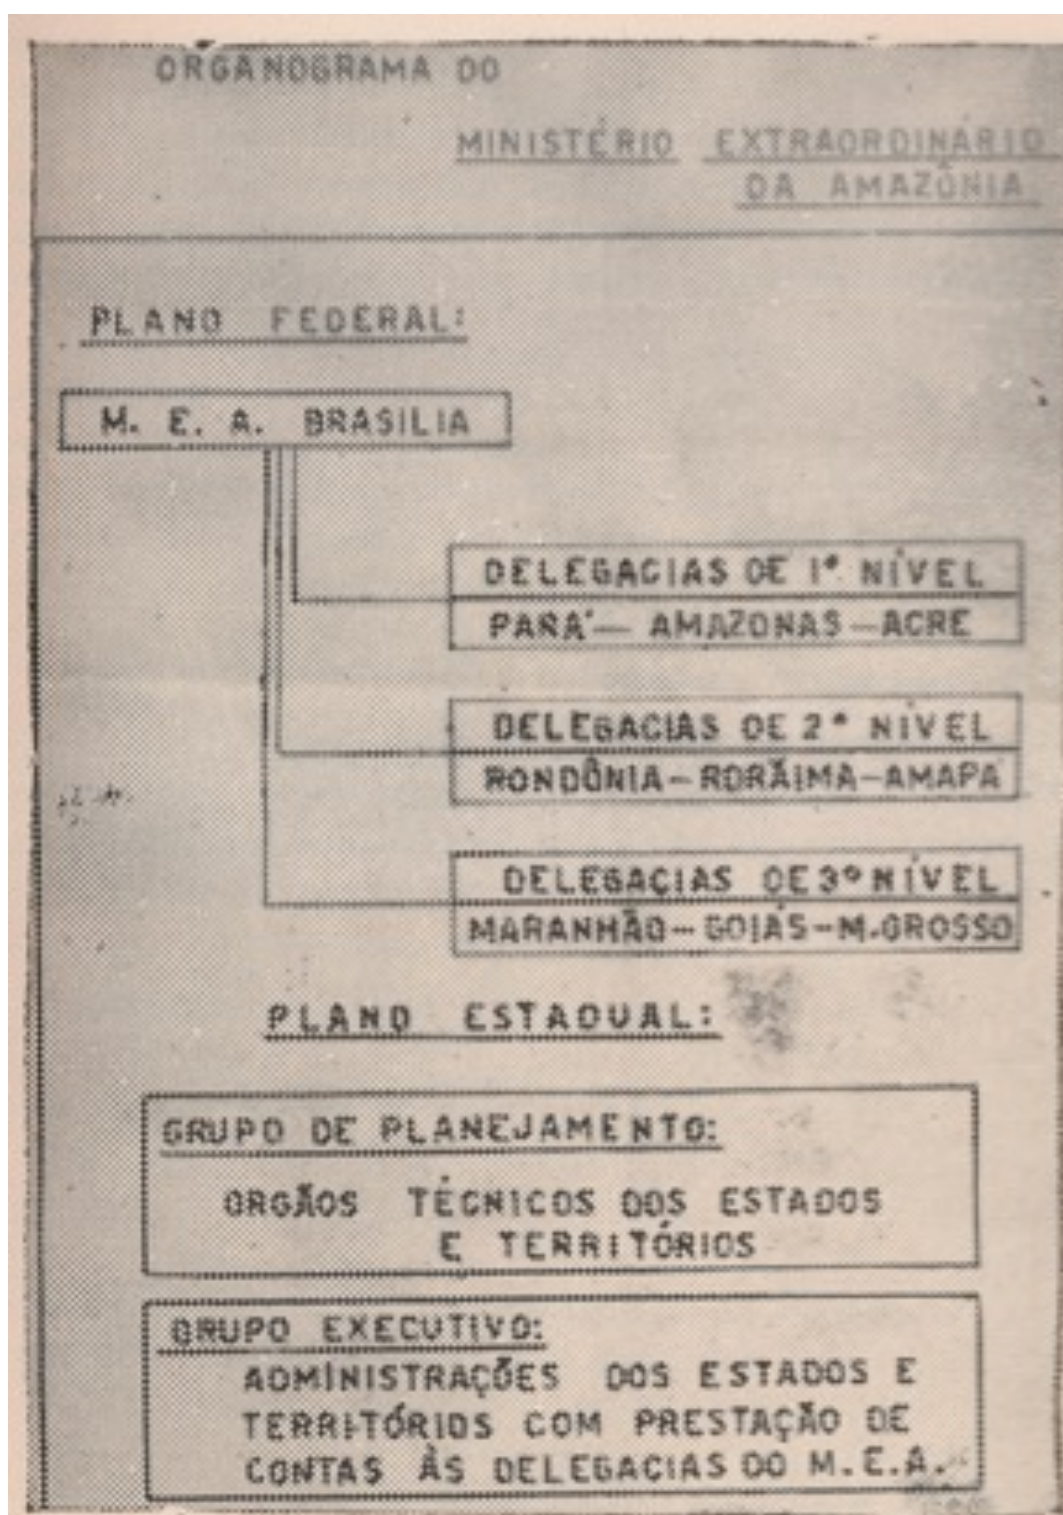 ORGANOGRAMA DO
MINISTÉRIO EXTRAORDINÁRIO
DA AMAZÔNIA
PLANO FEDERAL:
M. E. A. BRASILIA
DELEGACIAS DE 1º NÍVEL
PARÁ — AMAZONAS — ACRE
DELEGACIAS DE 2º NÍVEL
RONDÔNIA – RORÃIMA – AMAPÁ
DELEGACIAS DE 3º NÍVEL
MARANHÃO – GOIÁS – M. GROSSO
PLANO ESTADUAL:
GRUPO DE PLANEJAMENTO:
ORGÃOS TÉCNICOS DOS ESTADOS
E TERRITÓRIOS
GRUPO EXECUTIVO:
ADMINISTRAÇÕES DOS ESTADOS E
TERRITÓRIOS COM PRESTAÇÃO DE
CONTAS ÀS DELEGACIAS DO M.E.A.